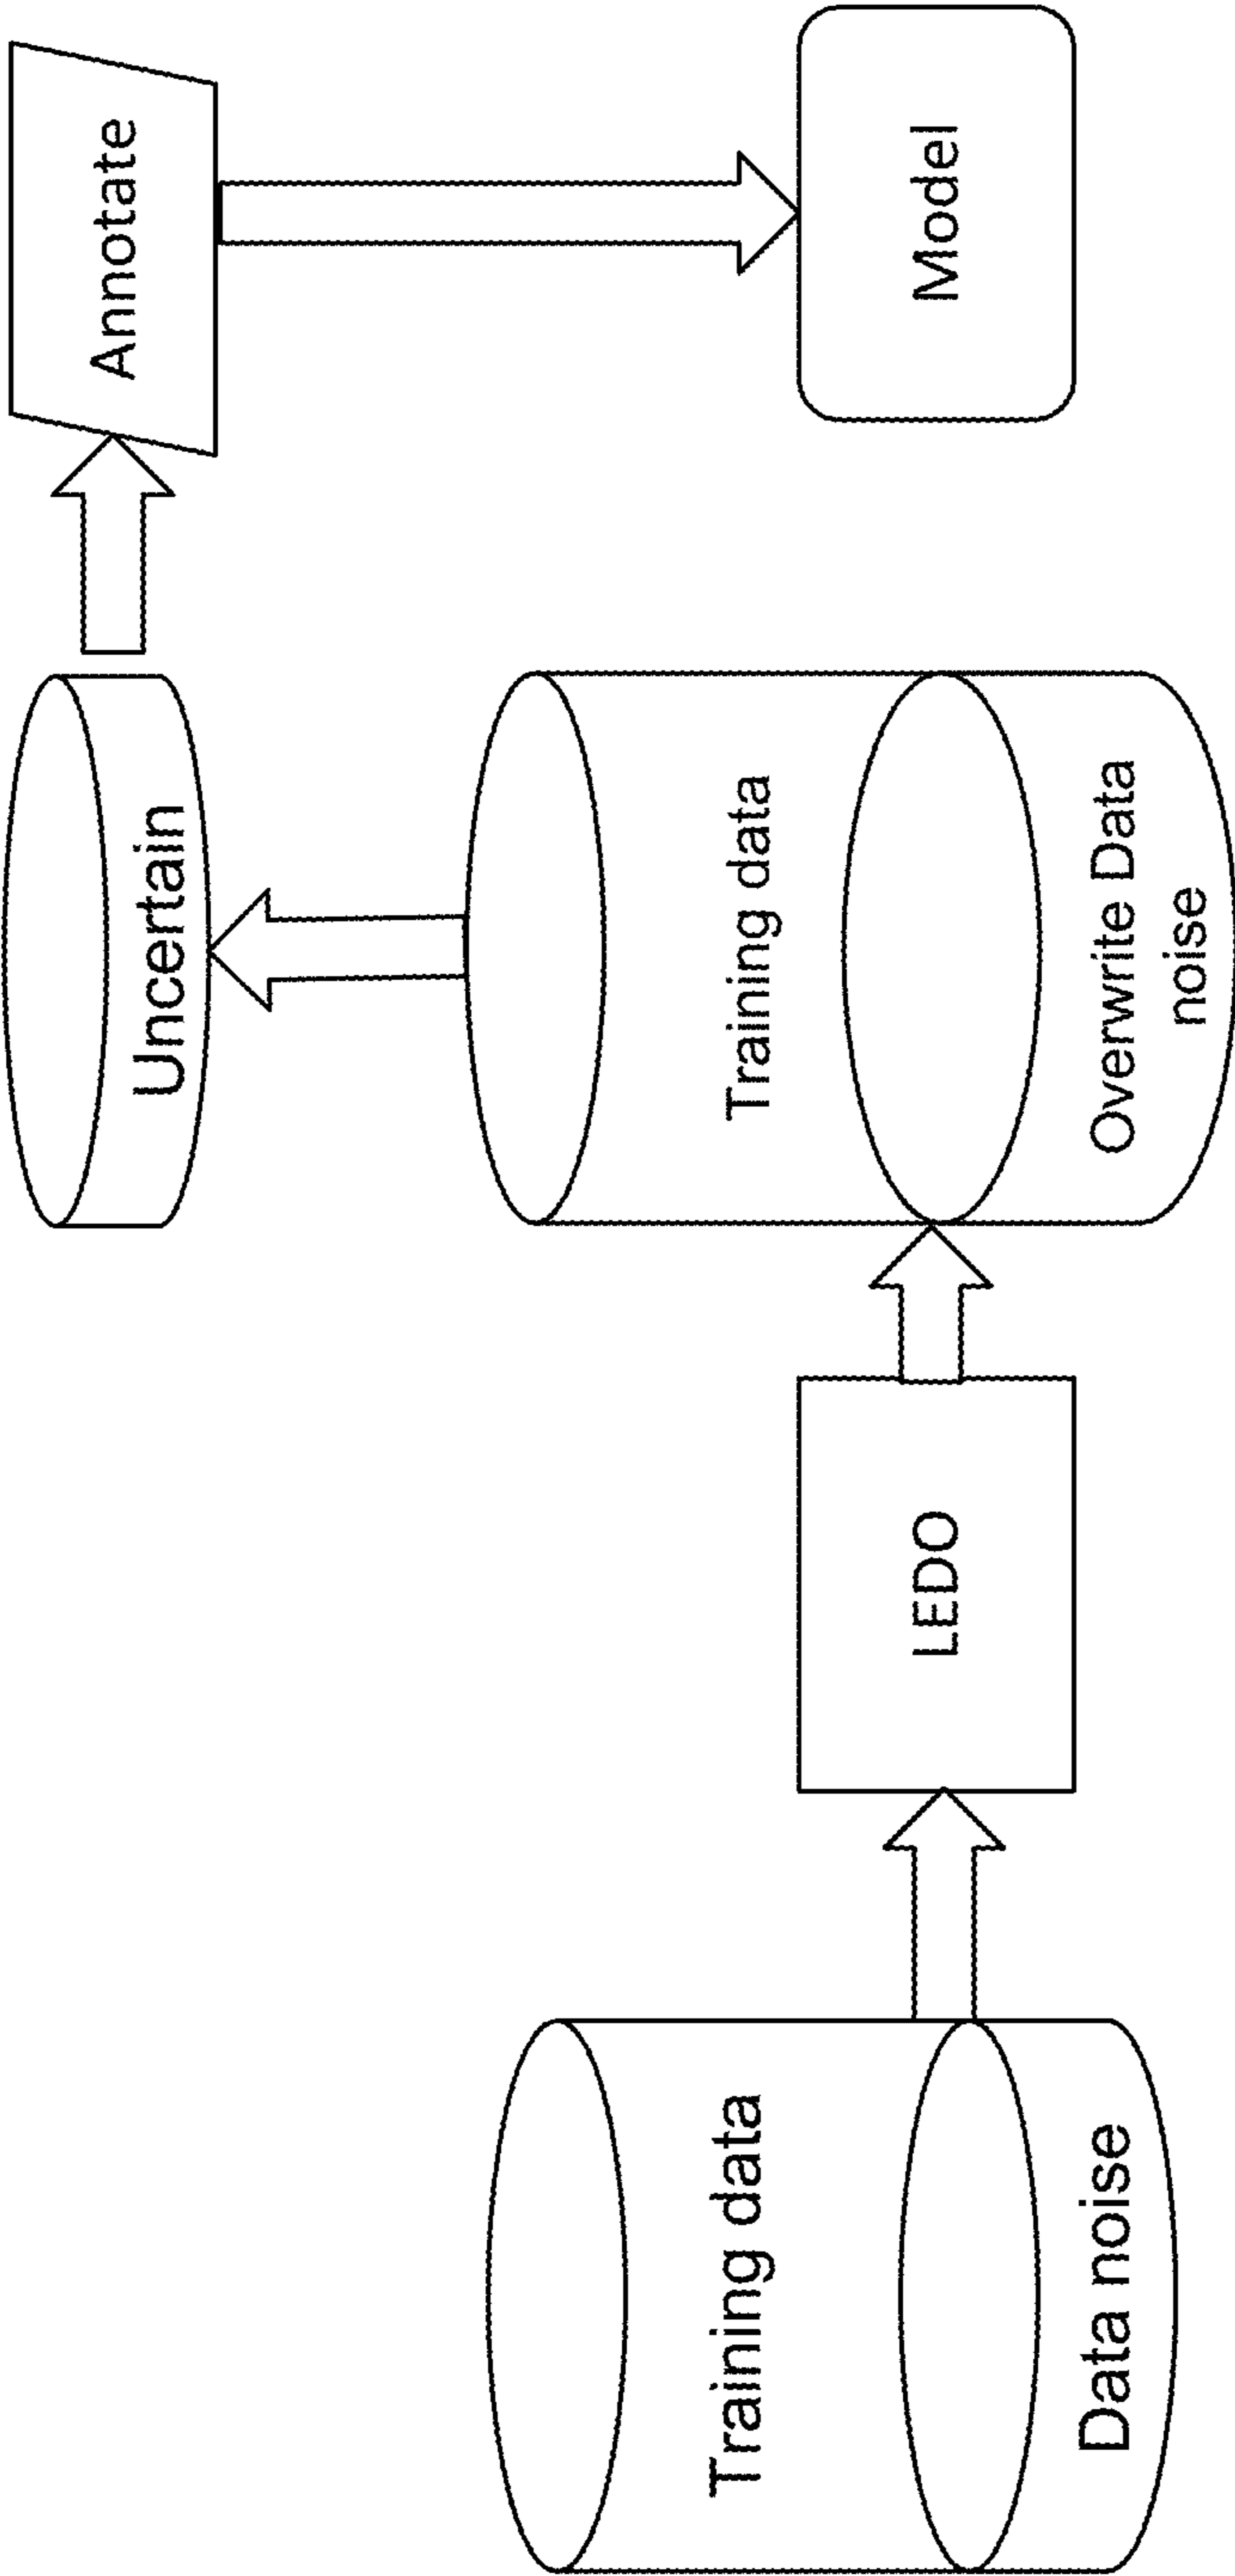 Training data
Data noise
LEDO
Training data
Overwrite Data
noise
Uncertain
Annotate
Model